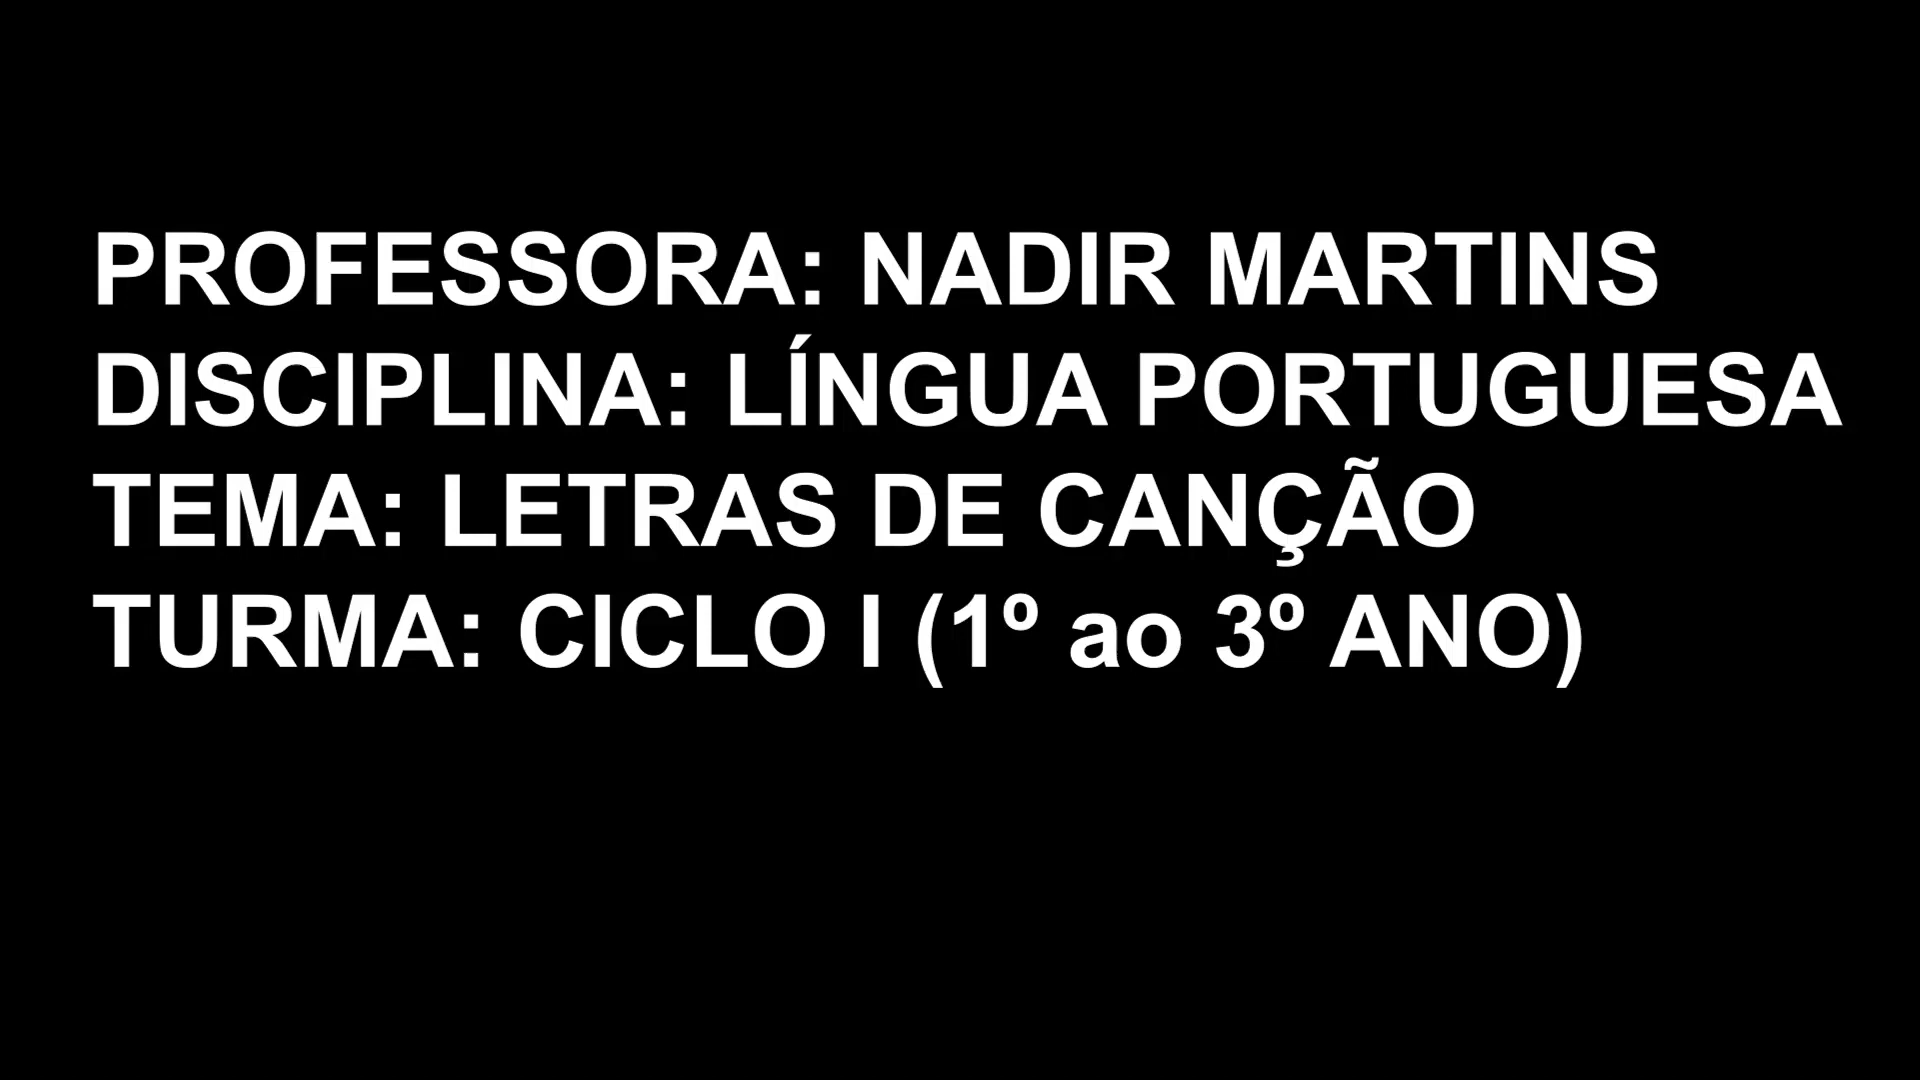 PROFESSORA: NADIR MARTINS
DISCIPLINA: LÍNGUA PORTUGUESA
TEMA: LETRAS DE CANÇÃO
TURMA: CICLO I (1º ao 3º ANO)